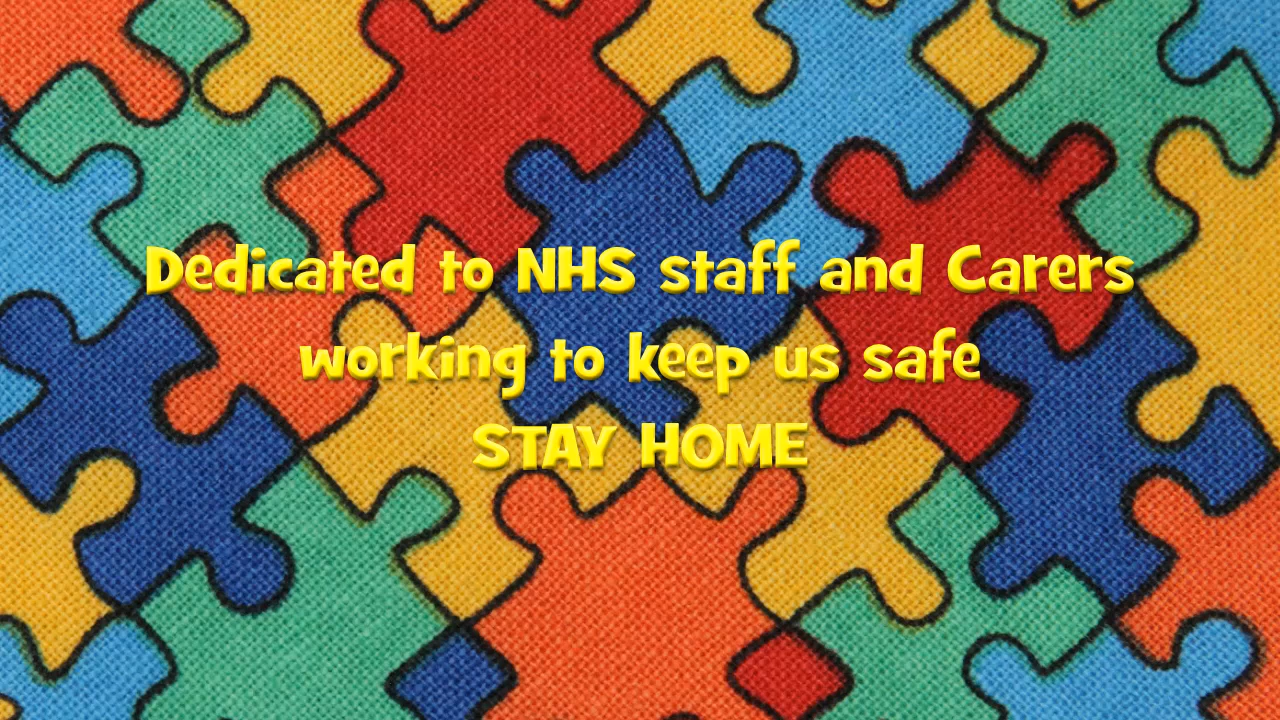 Dedicated to NHS staff and Carers
working to keep us safe
STAY HOME